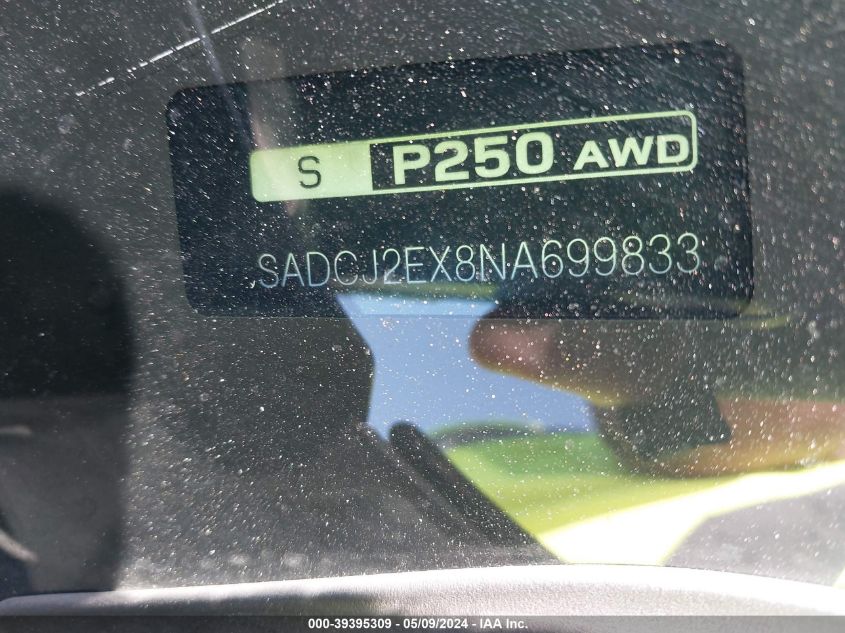 S P250 AWD
SADCJ2EX8NA699833
000-39395309 - 05/09/2024 - IAA Inc.